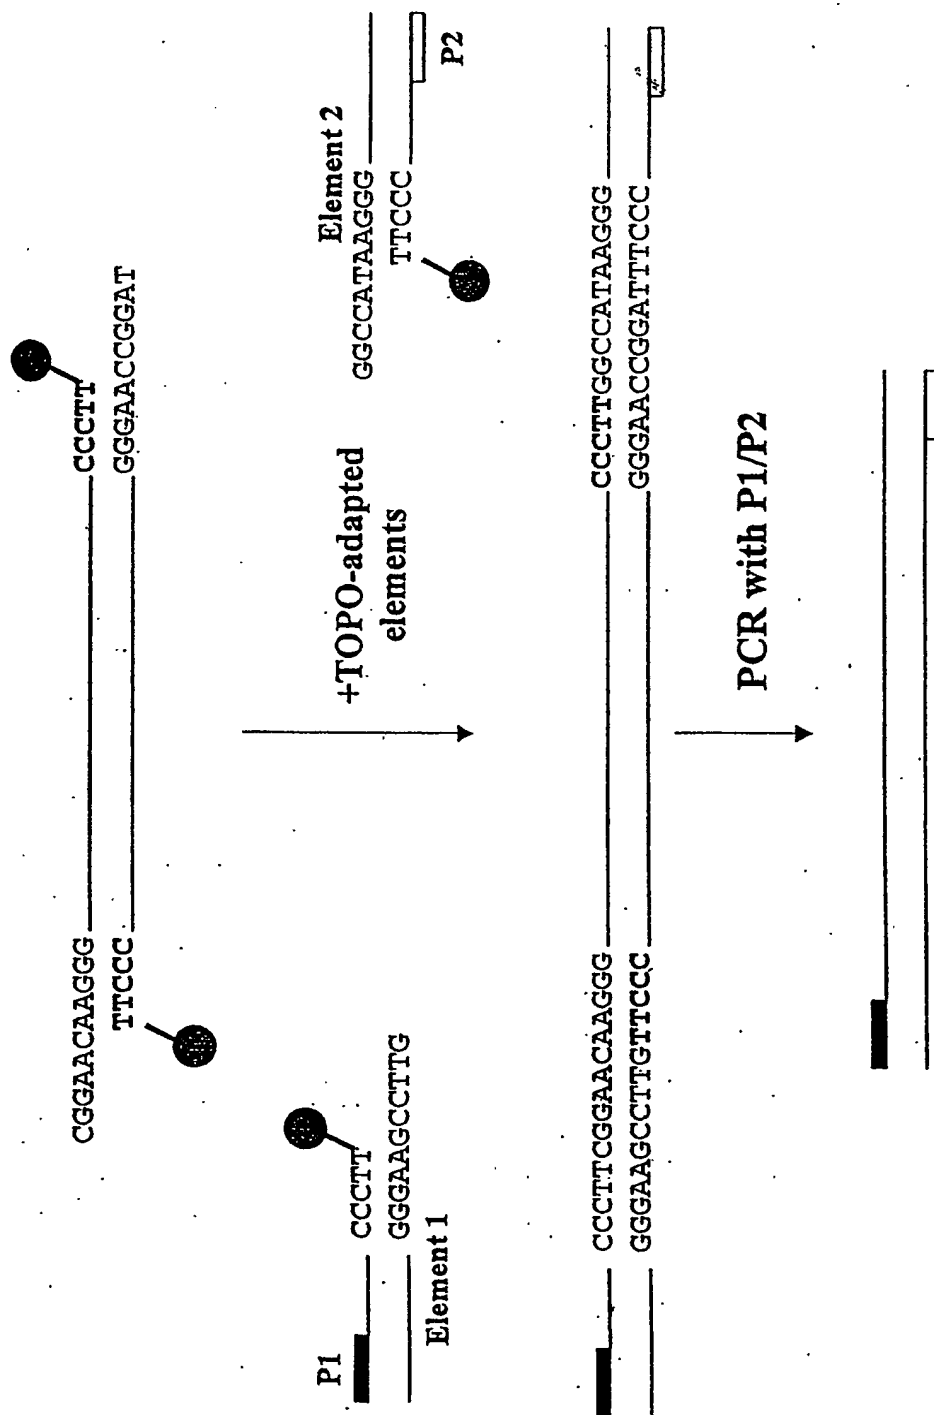 CGGAACAAGGG
CCCTT
TTCCC
GGGAACCGGAT
P1
CCCTT
GGGAAGCCTTG
Element 1
+TOPO-adapted
elements
Element 2
GGCCATAAGGG
TTCCC
P2
CCCTTCGGAACAAGGG
CCCTTGGCCATAAGGG
GGGAAGCCTTGTTCCC
GGGAACCGGATTTCCC
PCR with P1/P2